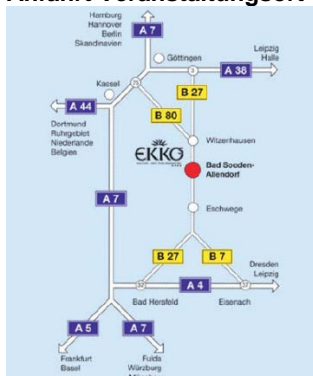 Anfahrt Veranstaltungsort
Hamburg
Hannover
Berlin
Skandinavien
A 7
Göttingen
Leipzig
Halle
A 38
Kassel
B 27
A 44
B 80
Dortmund
Ruhrgebiet
Niederlande
Belgien
Witzenhausen
EKKO
Bad Sooden-
Allendorf
A 7
Eschwege
B 27
B 7
Dresden
Leipzig
A 4
Bad Hersfeld
Eisenach
A 5
A 7
Frankfurt
Basel
Fulda
Würzburg